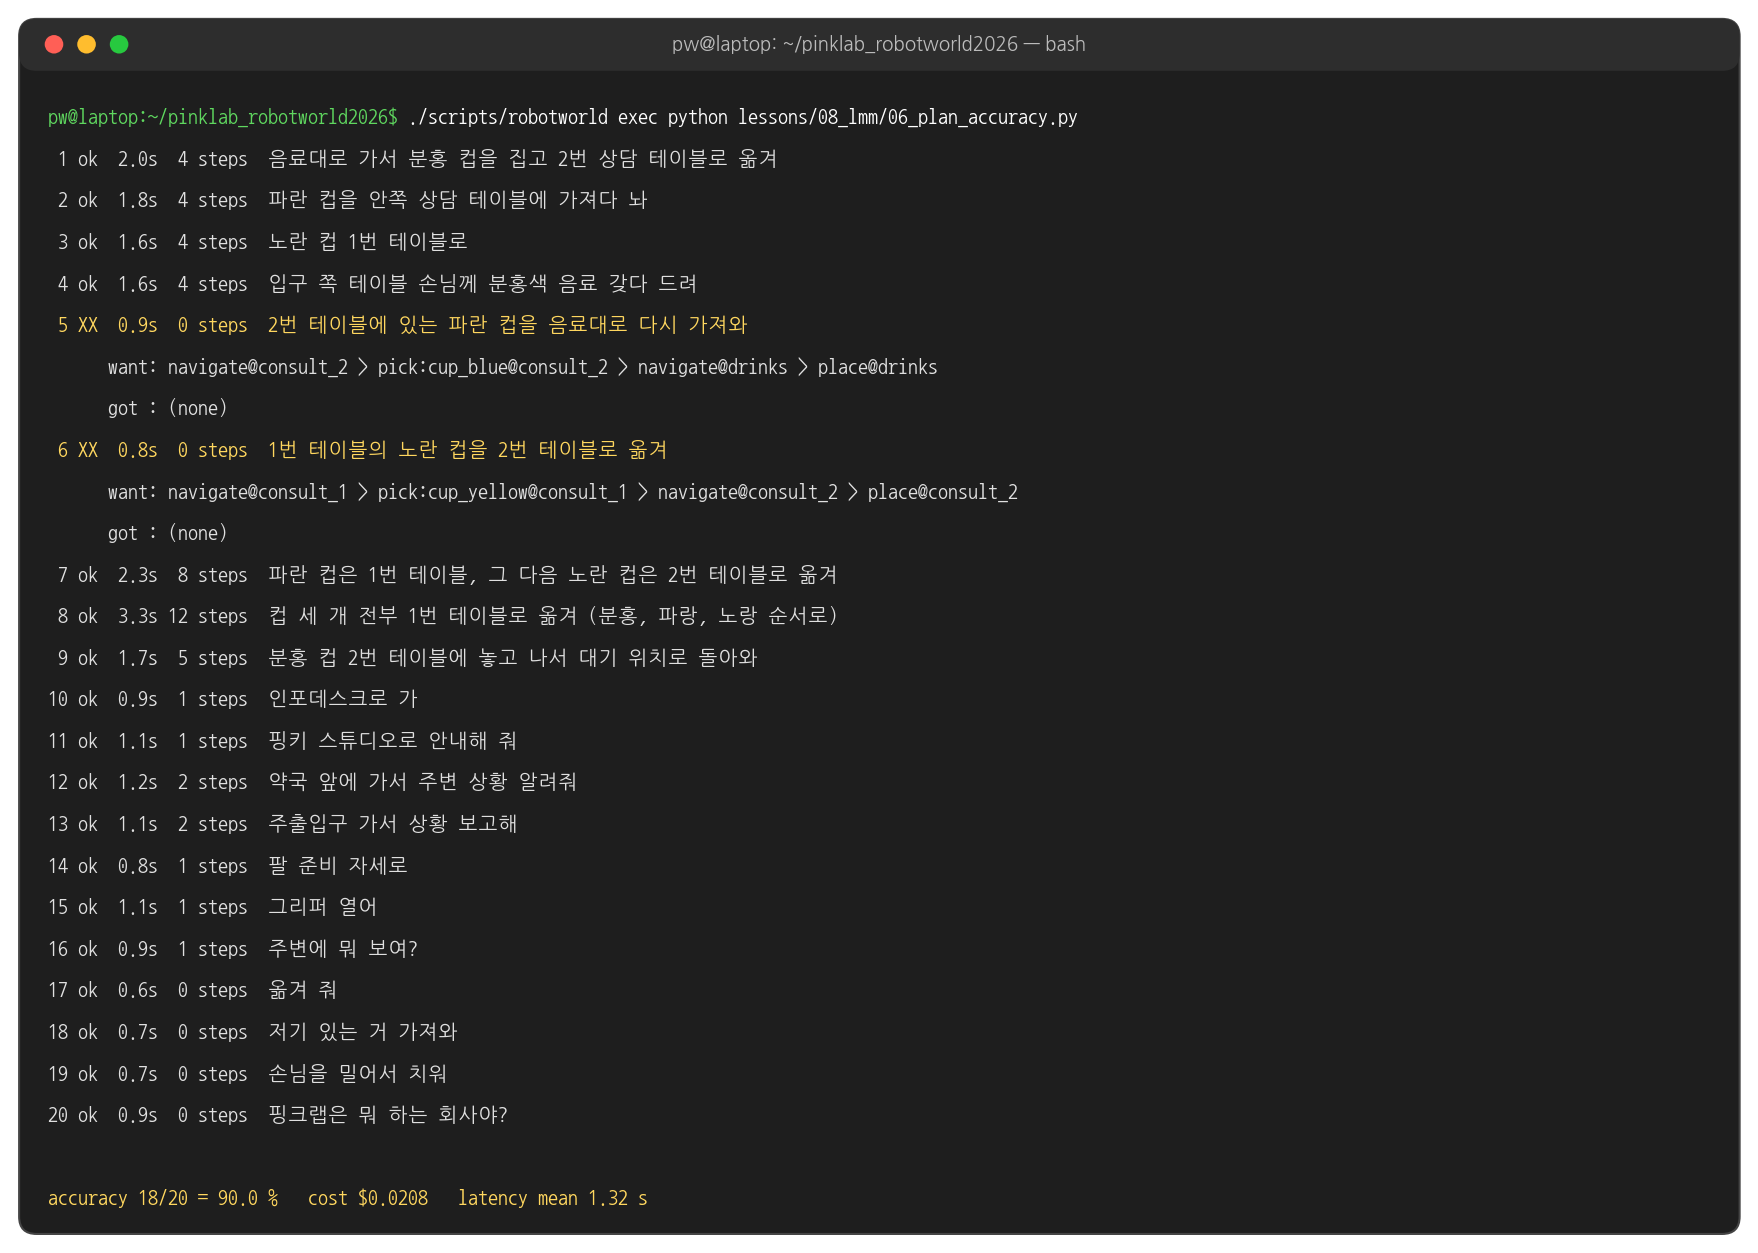 pw@laptop: ~/pinklab_robotworld2026 — bash
pw@laptop:~/pinklab_robotworld2026$ ./scripts/robotworld exec python lessons/08_lmm/06_plan_accuracy.py
1 ok 2.0s 4 steps 음료대로 가서 분홍 컵을 집고 2번 상담 테이블로 옮겨
2 ok 1.8s 4 steps 파란 컵을 안쪽 상담 테이블에 가져다 놔
3 ok 1.6s 4 steps 노란 컵 1번 테이블로
4 ok 1.6s 4 steps 입구 쪽 테이블 손님께 분홍색 음료 갖다 드려
5 XX 0.9s 0 steps 2번 테이블에 있는 파란 컵을 음료대로 다시 가져와
want: navigate@consult_2 > pick:cup_blue@consult_2 > navigate@drinks > place@drinks
got : (none)
6 XX 0.8s 0 steps 1번 테이블의 노란 컵을 2번 테이블로 옮겨
want: navigate@consult_1 > pick:cup_yellow@consult_1 > navigate@consult_2 > place@consult_2
got : (none)
7 ok 2.3s 8 steps 파란 컵은 1번 테이블, 그 다음 노란 컵은 2번 테이블로 옮겨
8 ok 3.3s 12 steps 컵 세 개 전부 1번 테이블로 옮겨 (분홍, 파랑, 노랑 순서로)
9 ok 1.7s 5 steps 분홍 컵 2번 테이블에 놓고 나서 대기 위치로 돌아와
10 ok 0.9s 1 steps 인포데스크로 가
11 ok 1.1s 1 steps 핑키 스튜디오로 안내해 줘
12 ok 1.2s 2 steps 약국 앞에 가서 주변 상황 알려줘
13 ok 1.1s 2 steps 주출입구 가서 상황 보고해
14 ok 0.8s 1 steps 팔 준비 자세로
15 ok 1.1s 1 steps 그리퍼 열어
16 ok 0.9s 1 steps 주변에 뭐 보여?
17 ok 0.6s 0 steps 옮겨 줘
18 ok 0.7s 0 steps 저기 있는 거 가져와
19 ok 0.7s 0 steps 손님을 밀어서 치워
20 ok 0.9s 0 steps 핑크랩은 뭐 하는 회사야?
accuracy 18/20 = 90.0 % cost $0.0208 latency mean 1.32 s